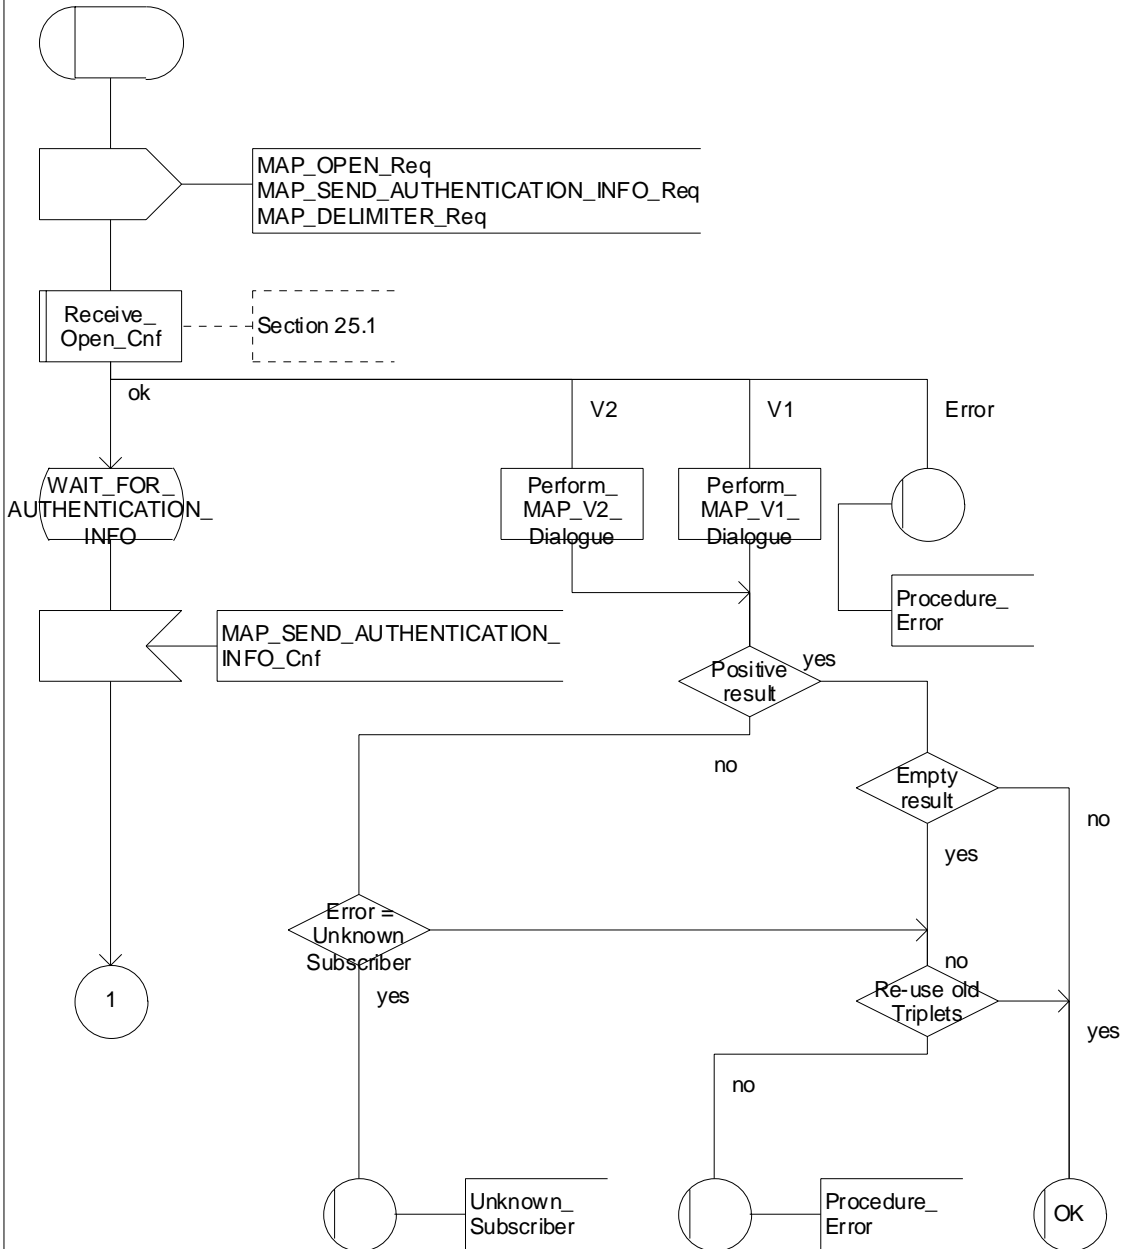 MAP_OPEN_Req
MAP_SEND_AUTHENTICATION_INFO_Req
MAP_DELIMITER_Req
Receive_
Open_Cnf
Section 25.1
ok
V2
V1
Error
WAIT_FOR_
AUTHENTICATION_
INFO
Perform_
MAP_V2_
Dialogue
Perform_
MAP_V1_
Dialogue
Procedure_
Error
MAP_SEND_AUTHENTICATION_
INFO_Cnf
Positive
result
yes
no
Empty
result
no
yes
Error =
Unknown
Subscriber
no
yes
1
Re-use old
Triplets
yes
no
Unknown_
Subscriber
Procedure_
Error
OK